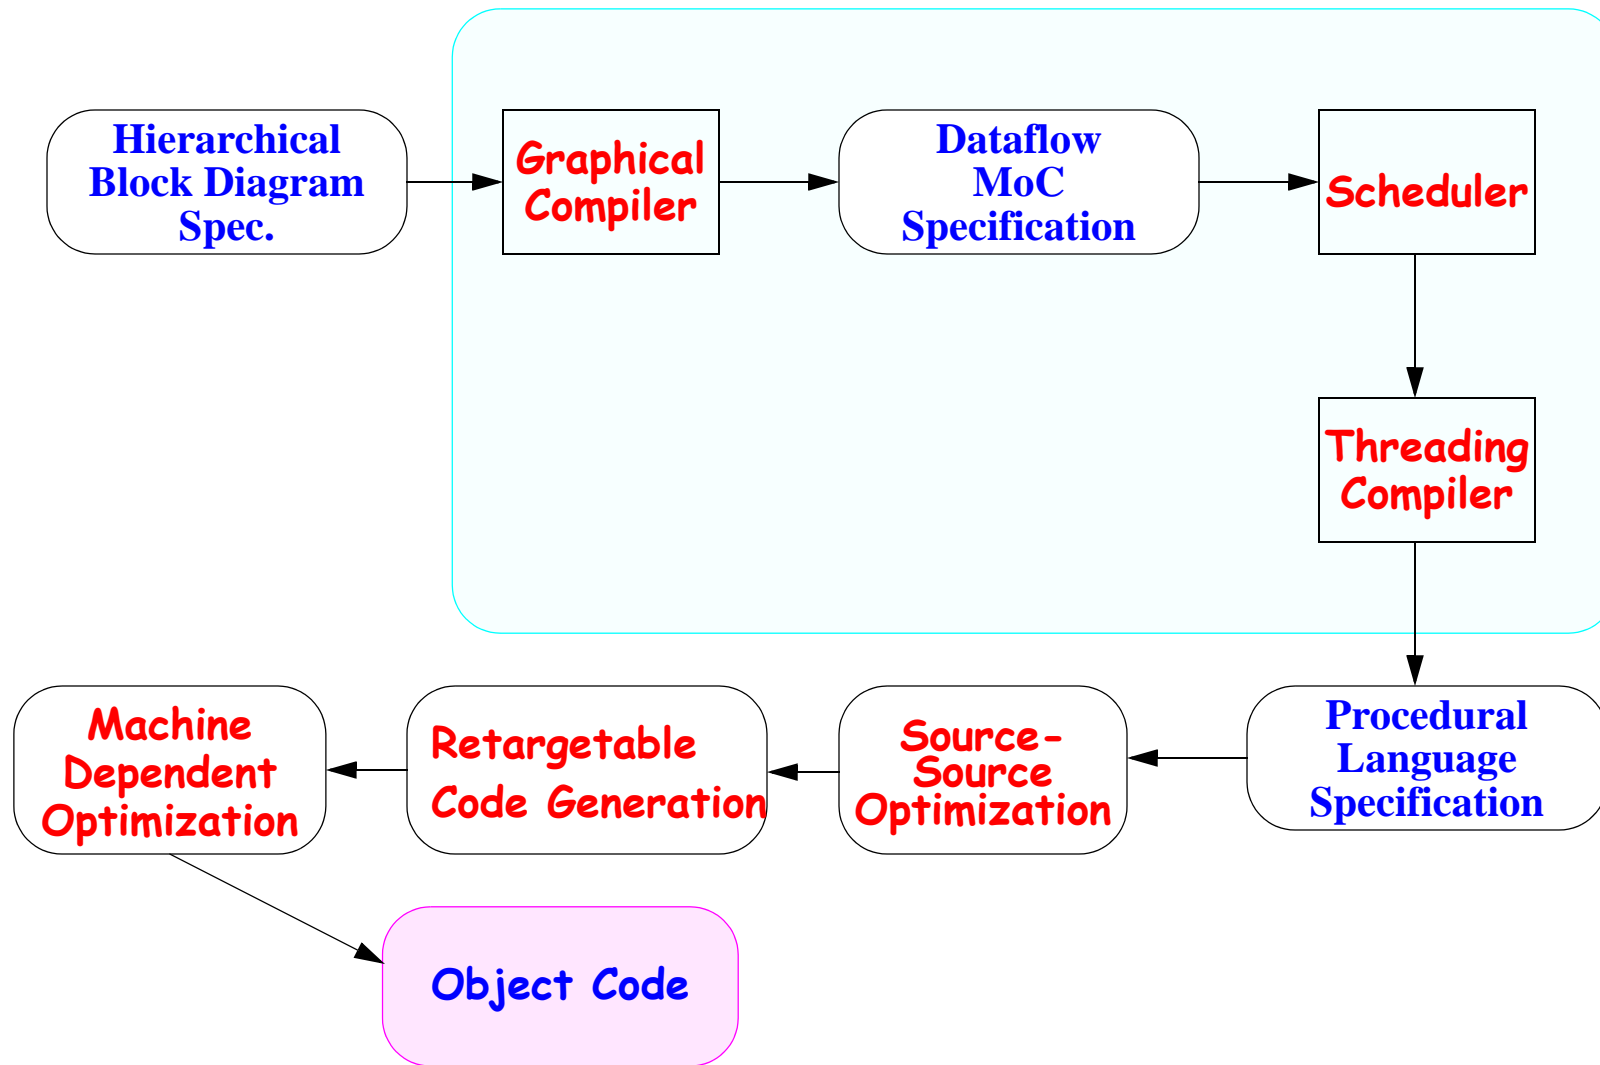 Hierarchical
Block Diagram
Spec.
Graphical
Compiler
Dataflow
MoC
Specification
Scheduler
Threading
Compiler
Machine
Dependent
Optimization
Retargetable
Code Generation
Source-
Source
Optimization
Procedural
Language
Specification
Object Code